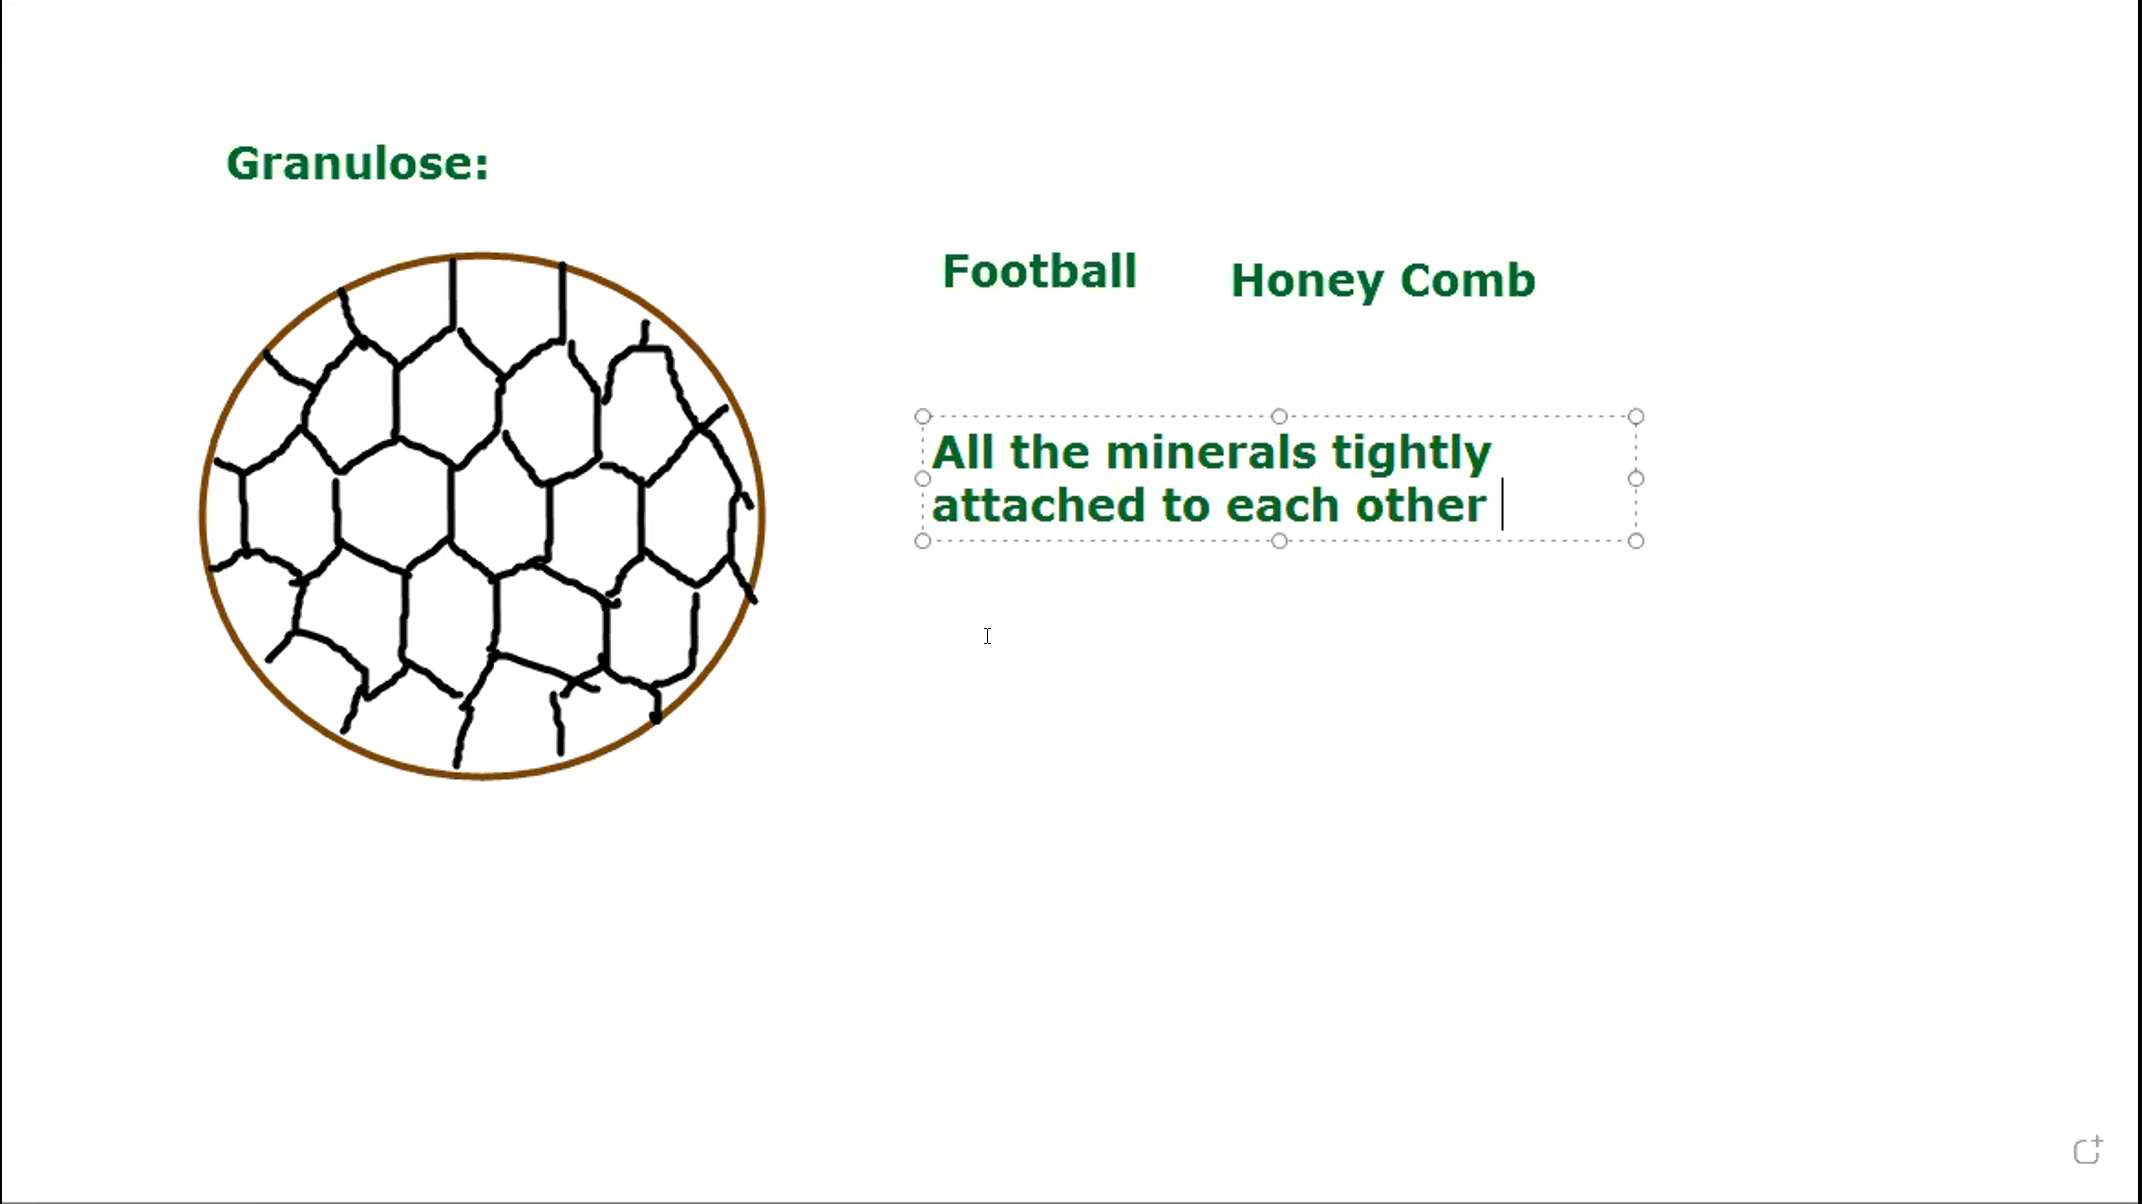 Granulose:
Football
Honey Comb
All the minerals tightly
attached to each other